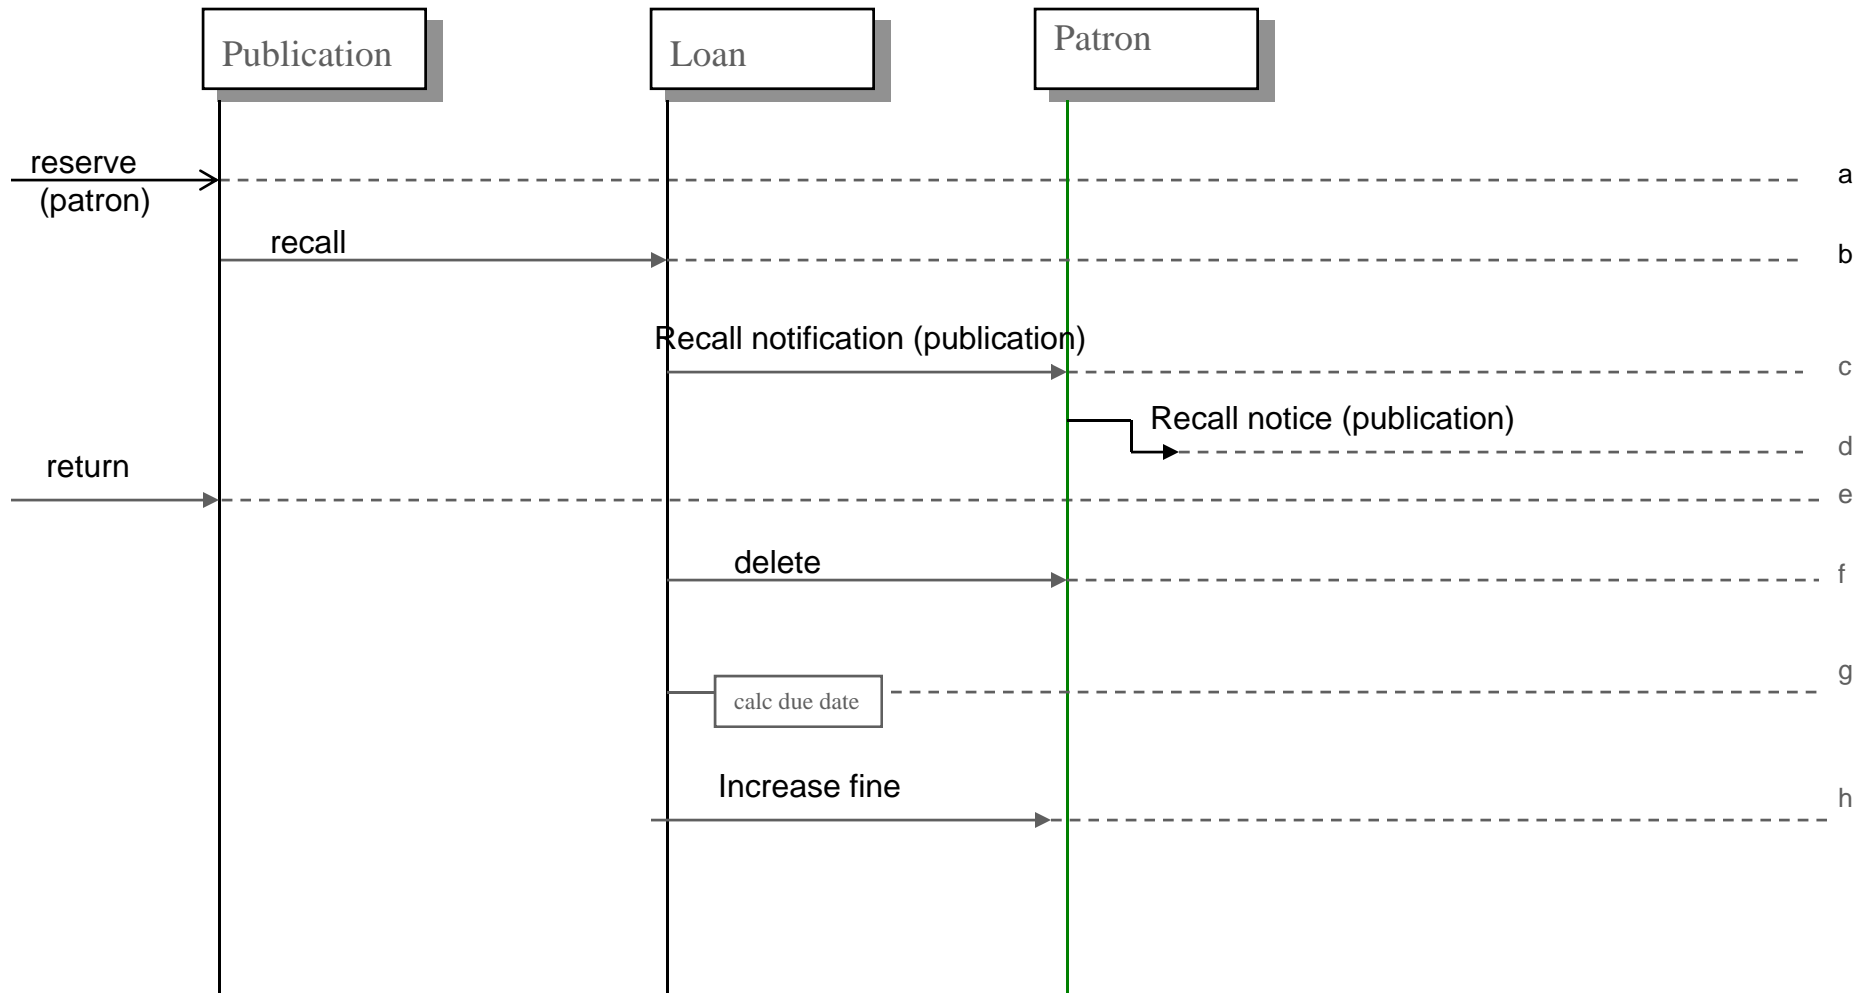 Publication
Loan
Patron
reserve
(patron)
a
recall
b
Recall notification (publication)
c
Recall notice (publication)
d
return
e
delete
f
calc due date
g
Increase fine
h